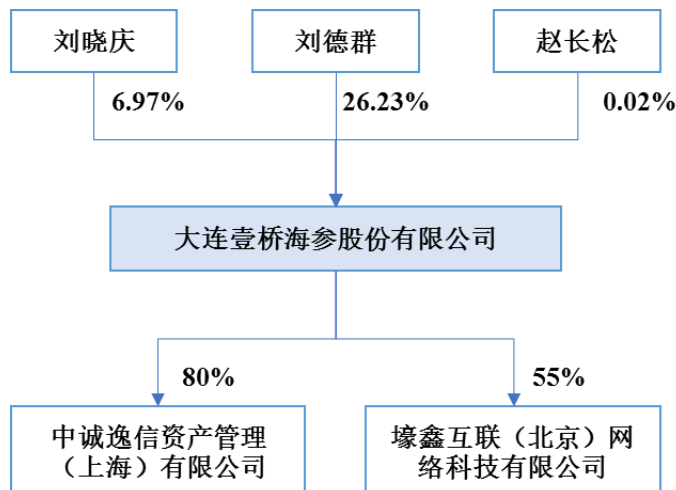 刘晓庆
刘德群
赵长松
6.97%
26.23%
0.02%
大连壹桥海参股份有限公司
80%
55%
中诚逸信资产管理
（上海）有限公司
壕鑫互联（北京）网
络科技有限公司